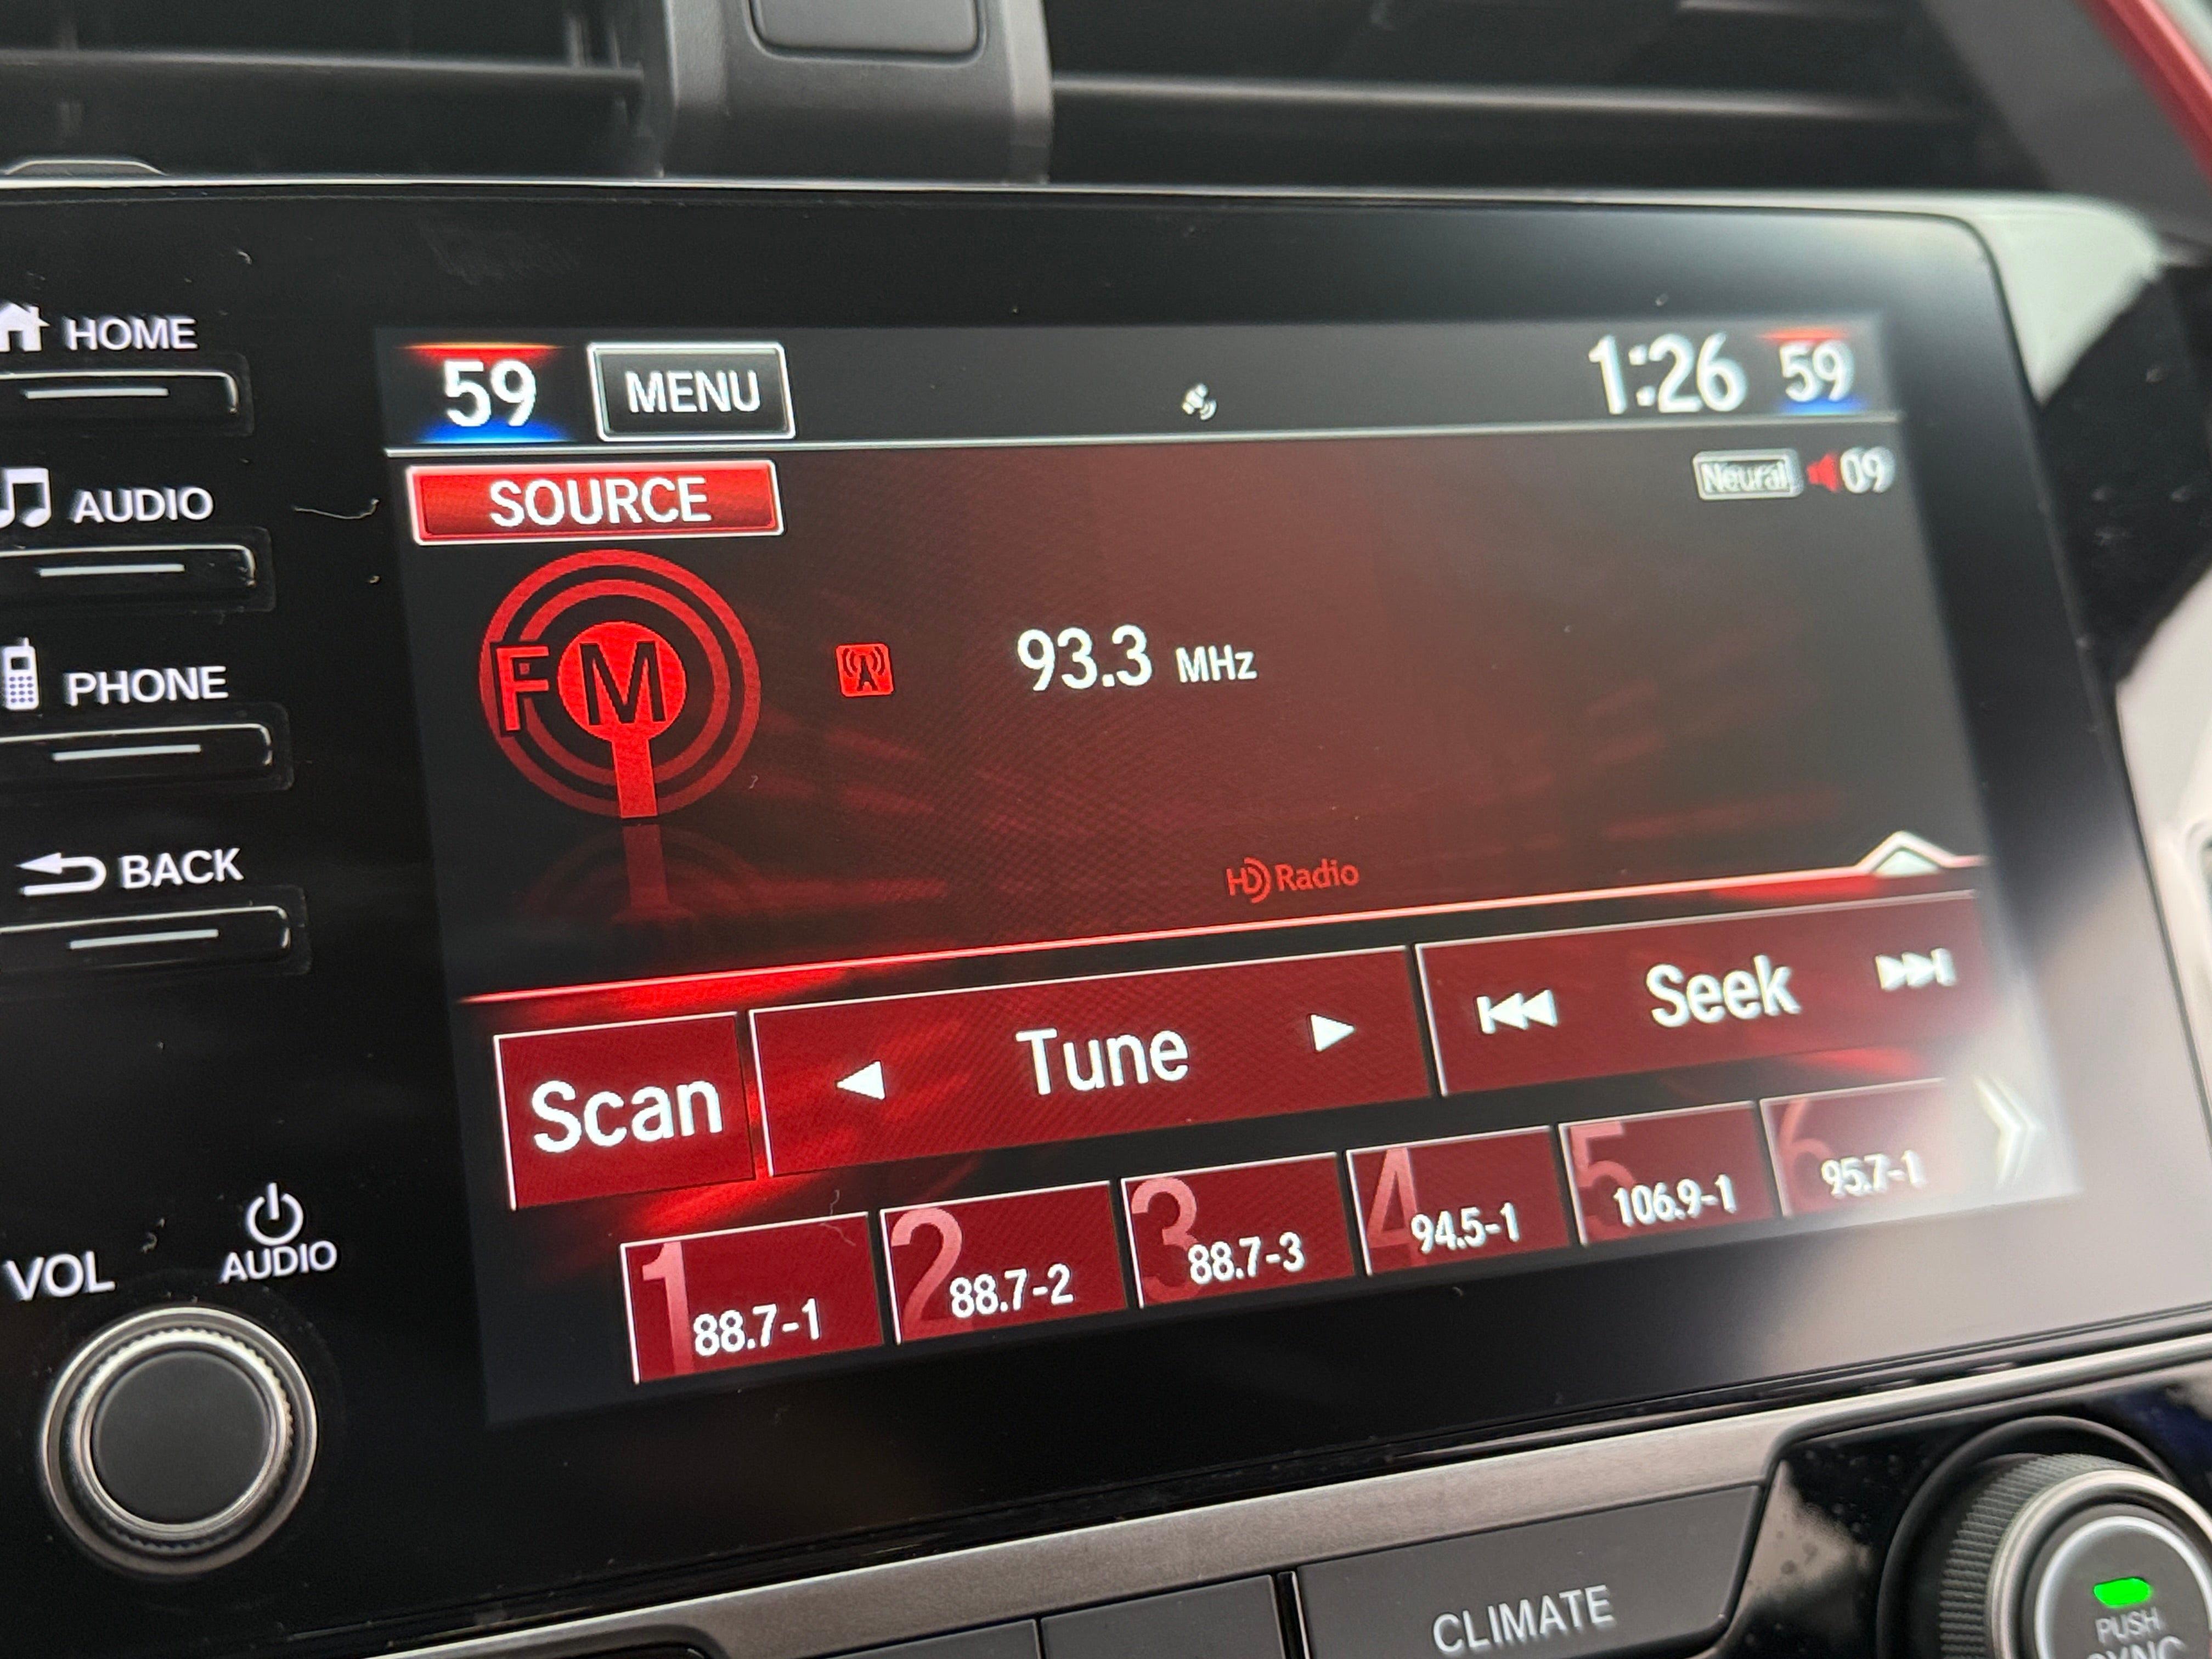 HOME
59
MENU
1:26
59
AUDIO
SOURCE
Neural
09
PHONE
FM
93.3 MHz
BACK
HD Radio
Scan
Tune
Seek
VOL
AUDIO
1 88.7-1
2 88.7-2
3 88.7-3
4 94.5-1
5 106.9-1
6 95.7-1
CLIMATE
PUSH
SYNC